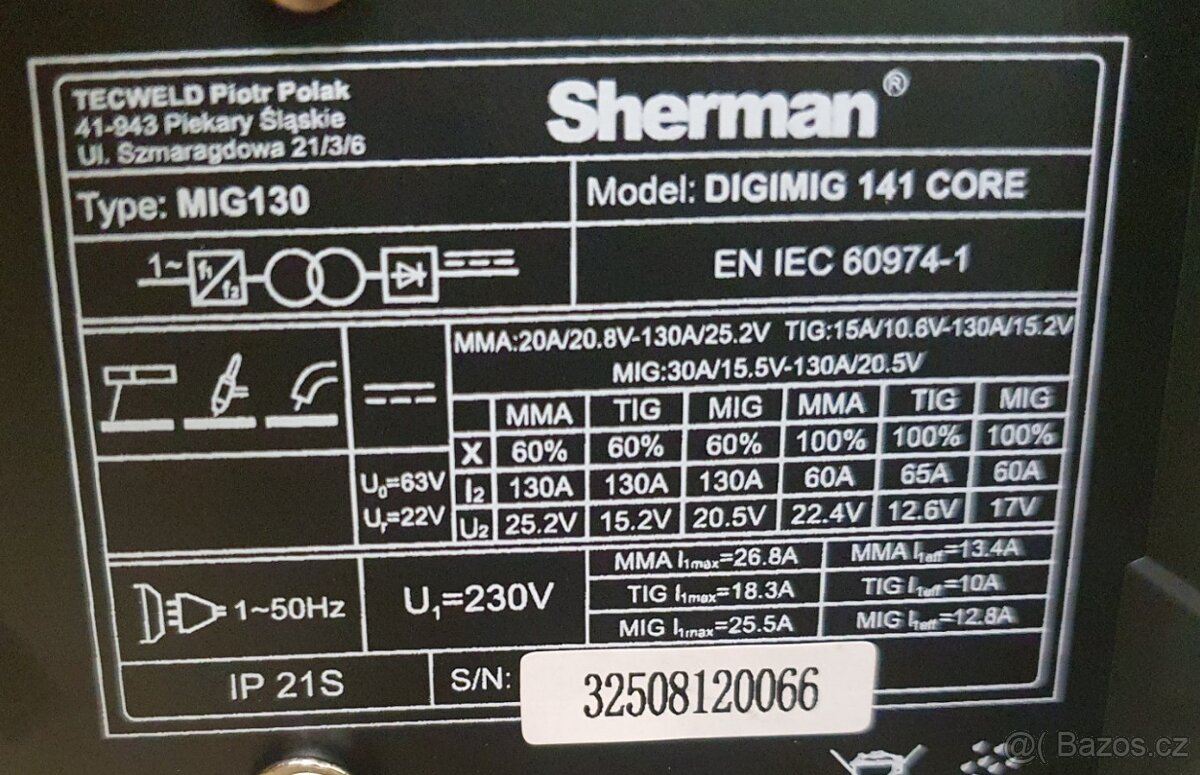 TECWELD Piotr Polak
41-943 Piekary Śląskie
Ul. Szmaragdowa 21/3/6
Sherman®
Type: MIG130
Model: DIGIMIG 141 CORE
1~ f1 f2
EN IEC 60974-1
MMA:20A/20.8V-130A/25.2V TIG:15A/10.6V-130A/15.2V
MIG:30A/15.5V-130A/20.5V
MMA TIG MIG MMA TIG MIG
X 60% 60% 60% 100% 100% 100%
U0=63V I2 130A 130A 130A 60A 65A 60A
Ur=22V U2 25.2V 15.2V 20.5V 22.4V 12.6V 17V
1~50Hz
U1=230V
MMA I1max=26.8A MMA I1eff=13.4A
TIG I1max=18.3A TIG I1eff=10A
MIG I1max=25.5A MIG I1eff=12.8A
IP 21S
S/N: 32508120066
@( Bazos.cz